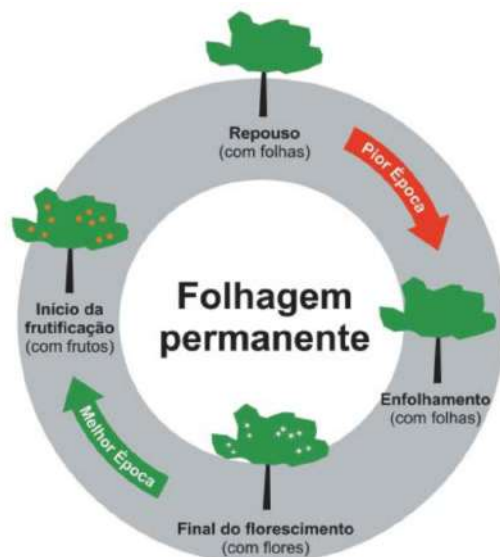 Repouso
(com folhas)
Pior Época
Enfolhamento
(com folhas)
Final do florescimento
(com flores)
Melhor Época
Início da
frutificação
(com frutos)
Folhagem
permanente